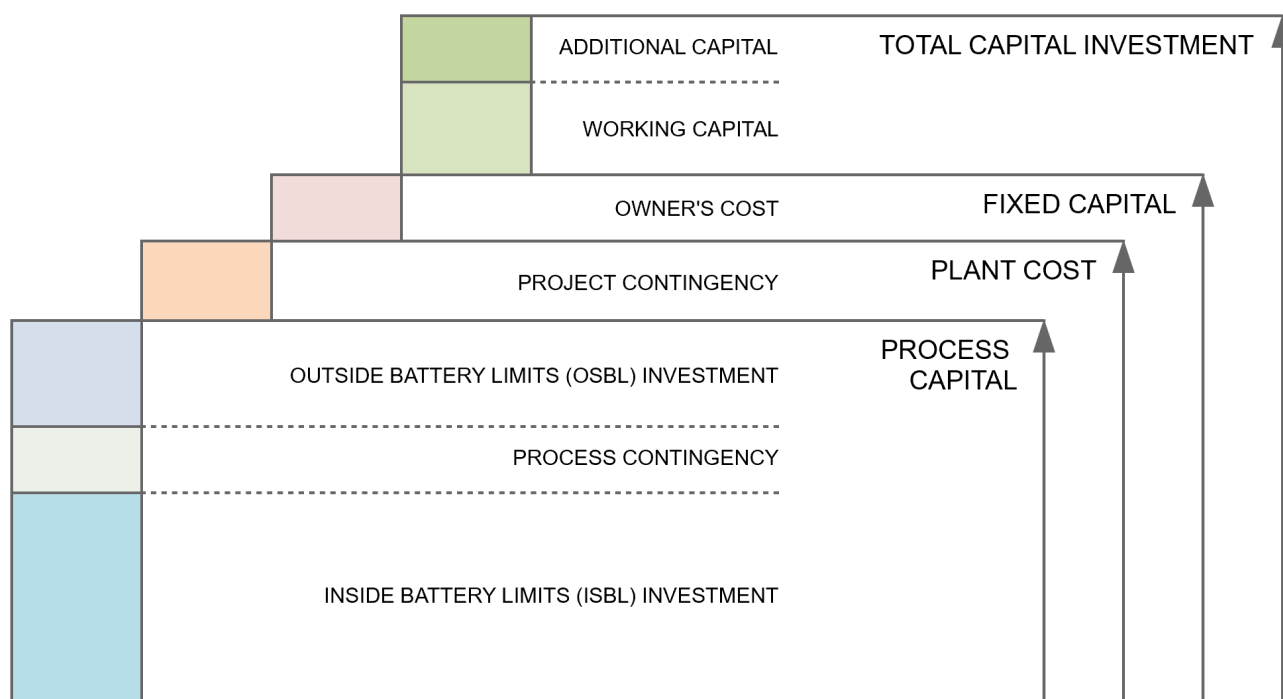 ADDITIONAL CAPITAL
TOTAL CAPITAL INVESTMENT
WORKING CAPITAL
OWNER'S COST
FIXED CAPITAL
PROJECT CONTINGENCY
PLANT COST
PROCESS
CAPITAL
OUTSIDE BATTERY LIMITS (OSBL) INVESTMENT
PROCESS CONTINGENCY
INSIDE BATTERY LIMITS (ISBL) INVESTMENT